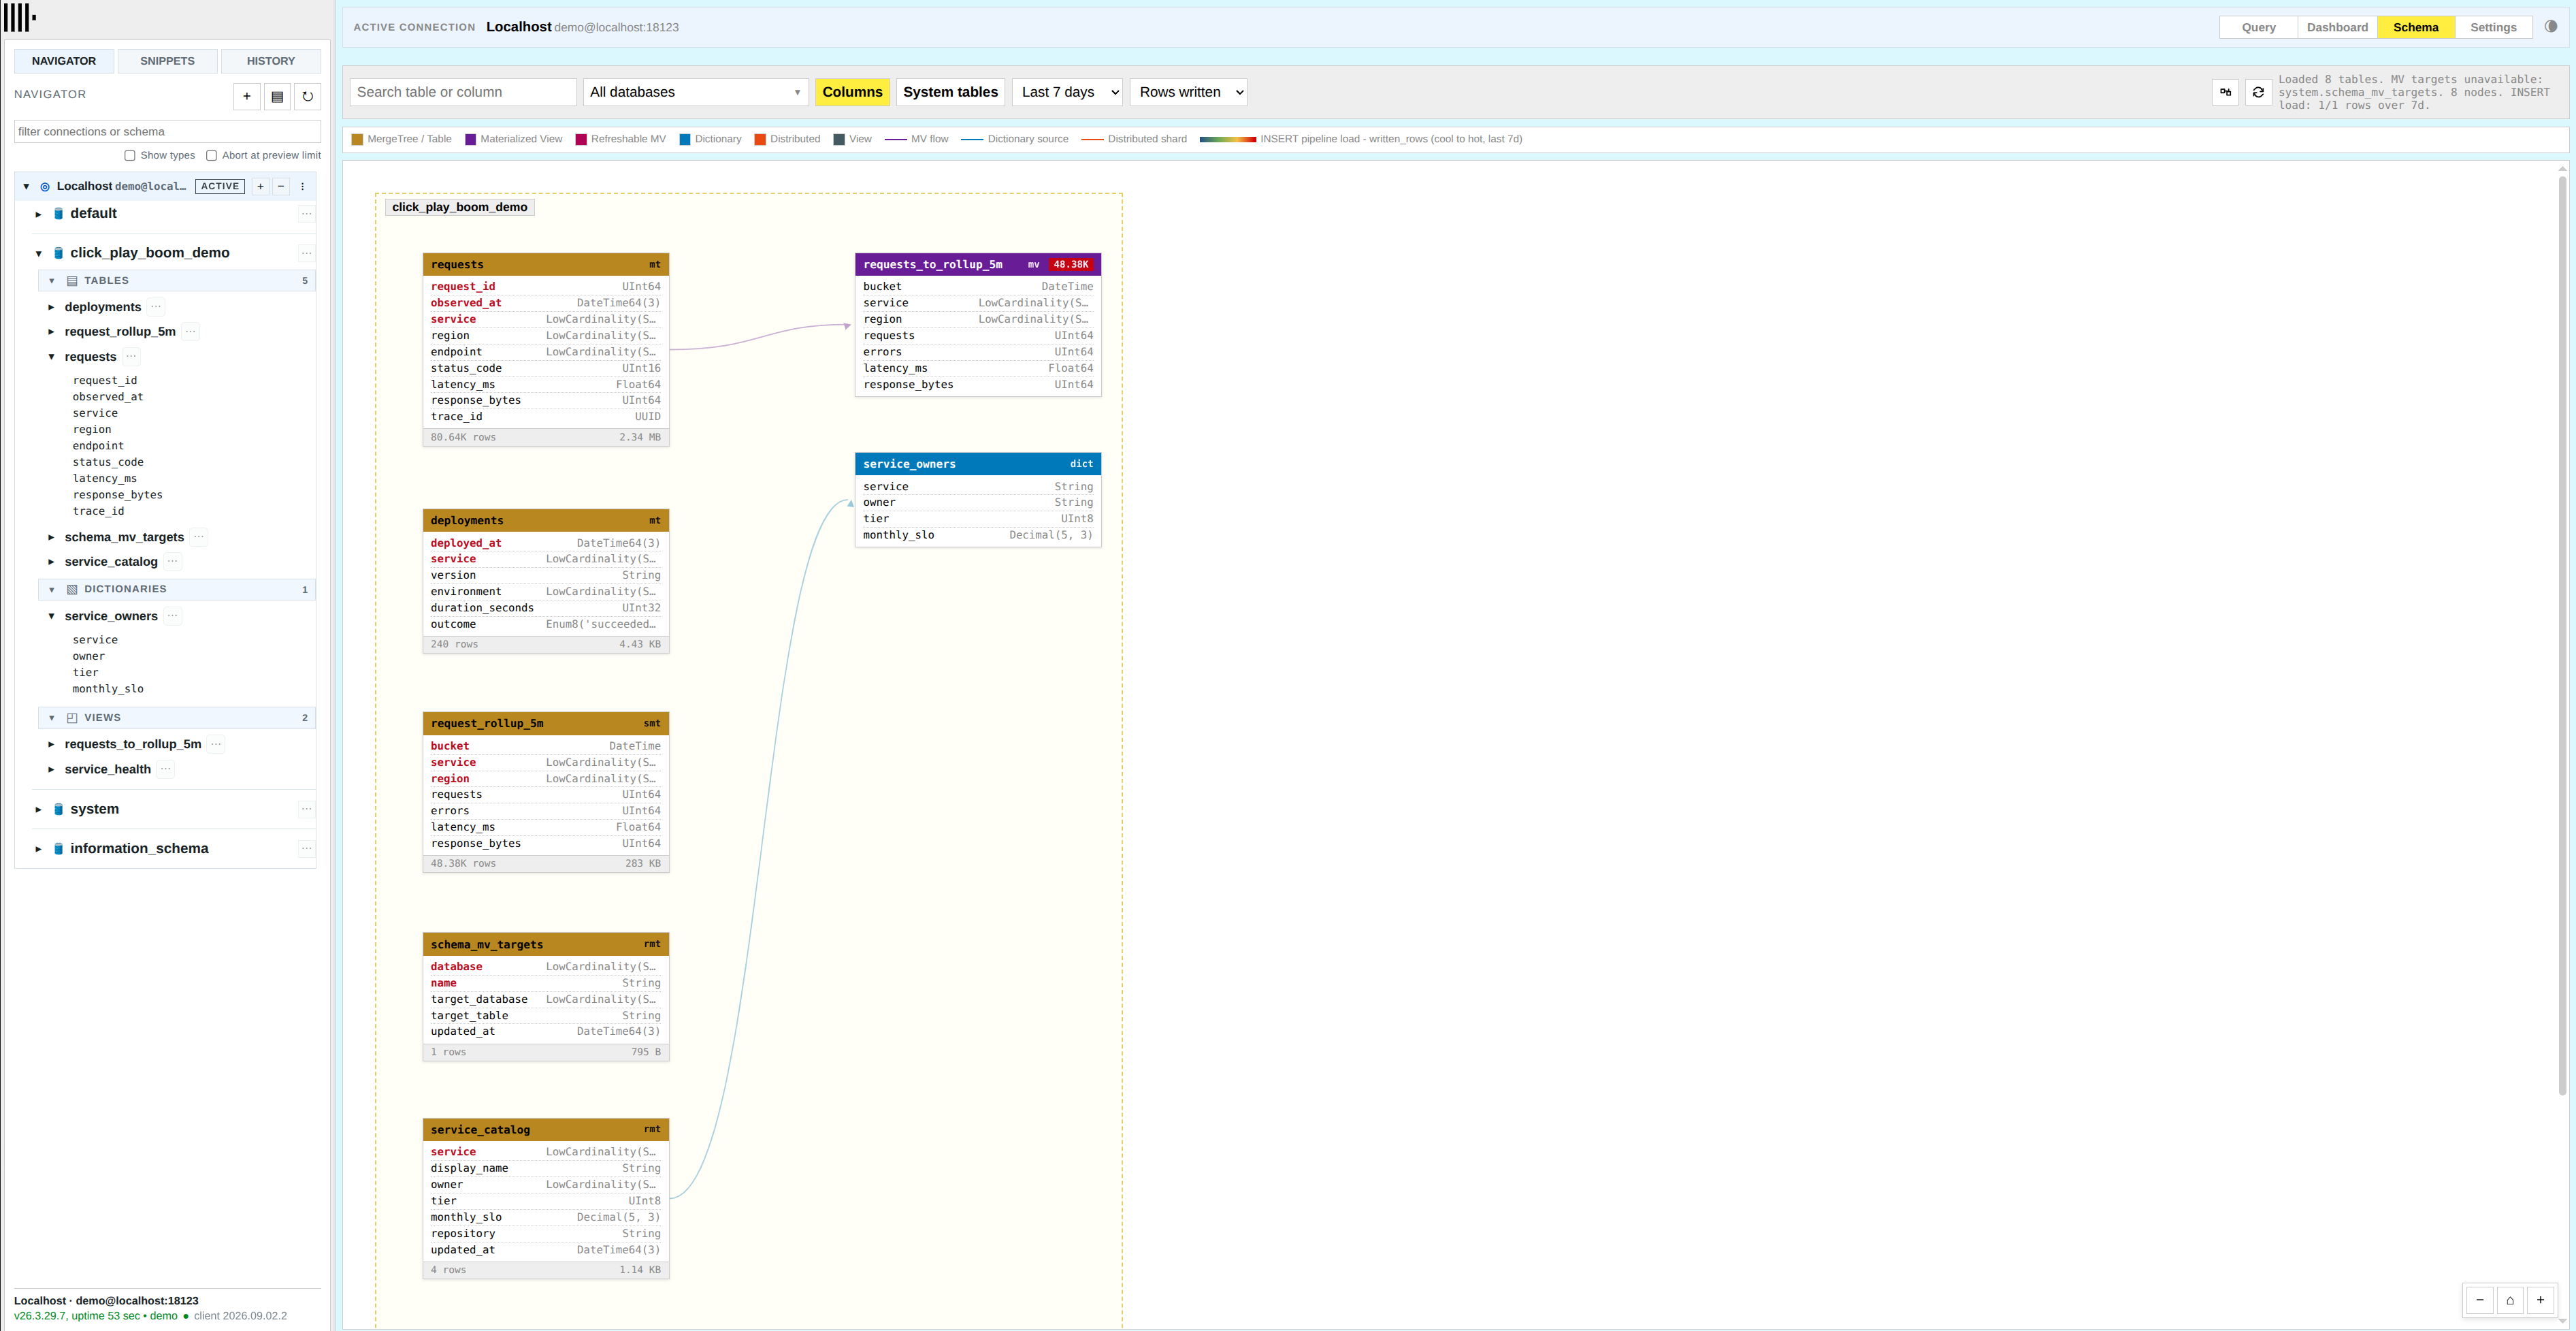 NAVIGATOR
SNIPPETS
HISTORY
NAVIGATOR
+
filter connections or schema
Show types
Abort at preview limit
Localhost demo@local…
ACTIVE
+
−
default
click_play_boom_demo
TABLES
5
deployments
request_rollup_5m
requests
request_id
observed_at
service
region
endpoint
status_code
latency_ms
response_bytes
trace_id
schema_mv_targets
service_catalog
DICTIONARIES
1
service_owners
service
owner
tier
monthly_slo
VIEWS
2
requests_to_rollup_5m
service_health
system
information_schema
Localhost · demo@localhost:18123
v26.3.29.7, uptime 53 sec • demo ● client 2026.09.02.2
ACTIVE CONNECTION Localhost demo@localhost:18123
Query
Dashboard
Schema
Settings
Search table or column
All databases
Columns
System tables
Last 7 days
Rows written
Loaded 8 tables. MV targets unavailable:
system.schema_mv_targets. 8 nodes. INSERT
load: 1/1 rows over 7d.
MergeTree / Table
Materialized View
Refreshable MV
Dictionary
Distributed
View
MV flow
Dictionary source
Distributed shard
INSERT pipeline load - written_rows (cool to hot, last 7d)
click_play_boom_demo
requests mt
request_id UInt64
observed_at DateTime64(3)
service LowCardinality(S…
region LowCardinality(S…
endpoint LowCardinality(S…
status_code UInt16
latency_ms Float64
response_bytes UInt64
trace_id UUID
80.64K rows 2.34 MB
requests_to_rollup_5m mv 48.38K
bucket DateTime
service LowCardinality(S…
region LowCardinality(S…
requests UInt64
errors UInt64
latency_ms Float64
response_bytes UInt64
service_owners dict
service String
owner String
tier UInt8
monthly_slo Decimal(5, 3)
deployments mt
deployed_at DateTime64(3)
service LowCardinality(S…
version String
environment LowCardinality(S…
duration_seconds UInt32
outcome Enum8('succeeded…
240 rows 4.43 KB
request_rollup_5m smt
bucket DateTime
service LowCardinality(S…
region LowCardinality(S…
requests UInt64
errors UInt64
latency_ms Float64
response_bytes UInt64
48.38K rows 283 KB
schema_mv_targets rmt
database LowCardinality(S…
name String
target_database LowCardinality(S…
target_table String
updated_at DateTime64(3)
1 rows 795 B
service_catalog rmt
service LowCardinality(S…
display_name String
owner LowCardinality(S…
tier UInt8
monthly_slo Decimal(5, 3)
repository String
updated_at DateTime64(3)
4 rows 1.14 KB
−
+